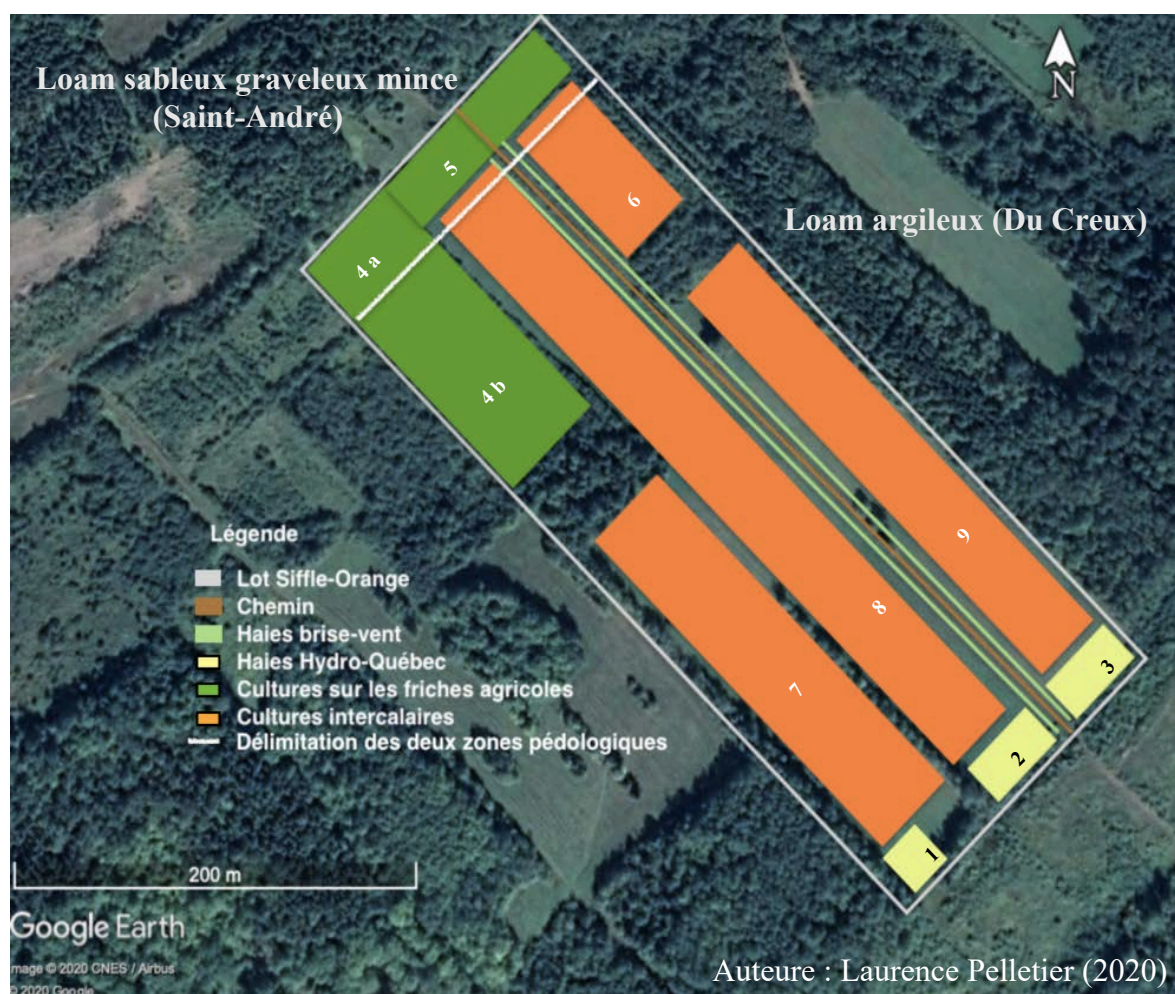 Loam sableux graveleux mince
(Saint-André)
N
5
6
Loam argileux (Du Creux)
4 a
4 b
9
Légende
Lot Siffle-Orange
Chemin
Haies brise-vent
8
Haies Hydro-Québec
3
Cultures sur les friches agricoles
7
Cultures intercalaires
Délimitation des deux zones pédologiques
2
1
200 m
Google Earth
mage © 2020 CNES / Airbus
© 2020 Google
Auteure : Laurence Pelletier (2020)